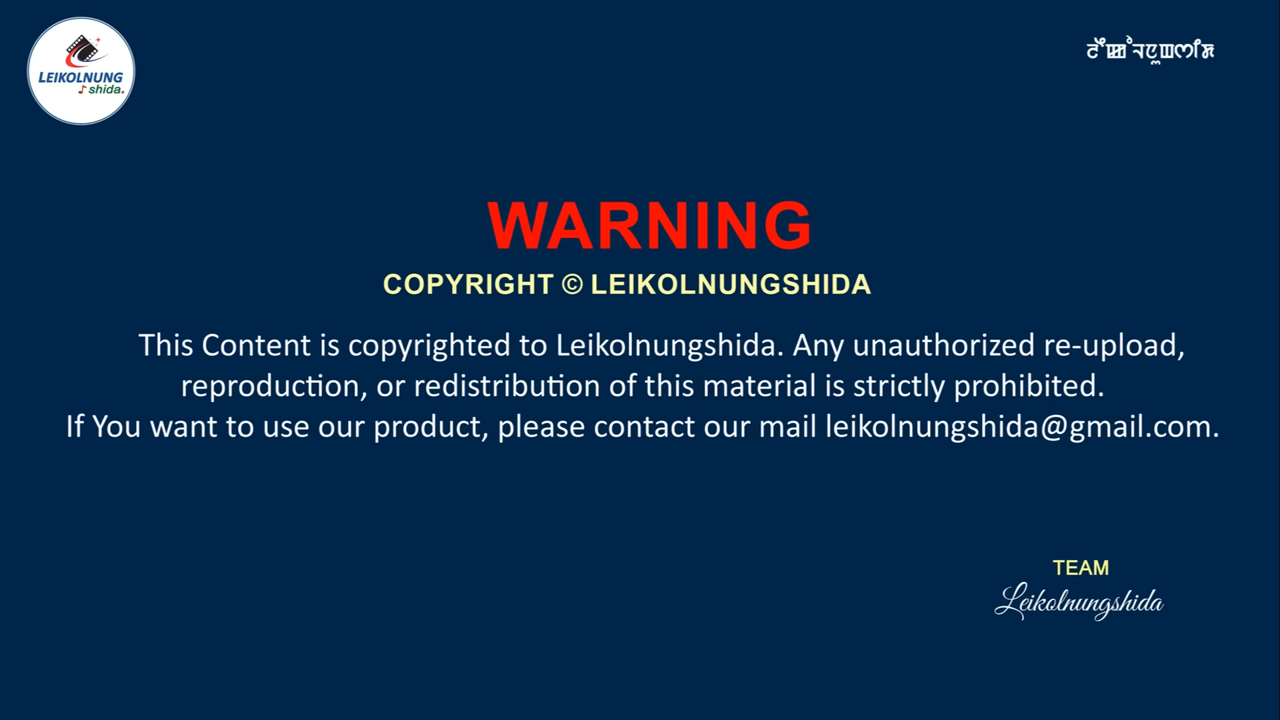 LEIKOLNUNG
shida.
WARNING
COPYRIGHT © LEIKOLNUNGSHIDA
This Content is copyrighted to Leikolnungshida. Any unauthorized re-upload,
reproduction, or redistribution of this material is strictly prohibited.
If You want to use our product, please contact our mail leikolnungshida@gmail.com.
TEAM
Leikolnungshida